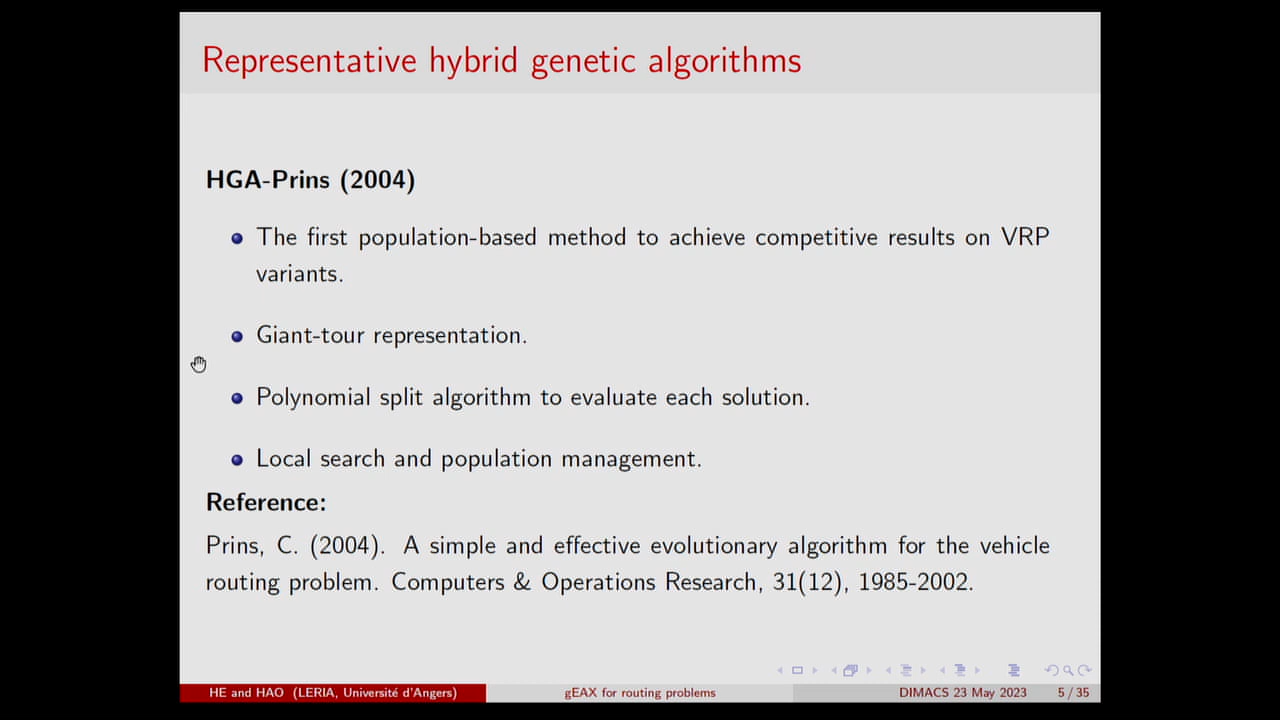 Representative hybrid genetic algorithms
HGA-Prins (2004)
The first population-based method to achieve competitive results on VRP
variants.
Giant-tour representation.
Polynomial split algorithm to evaluate each solution.
Local search and population management.
Reference:
Prins, C. (2004). A simple and effective evolutionary algorithm for the vehicle
routing problem. Computers & Operations Research, 31(12), 1985-2002.
HE and HAO (LERIA, Université d'Angers) gEAX for routing problems DIMACS 23 May 2023 5 / 35